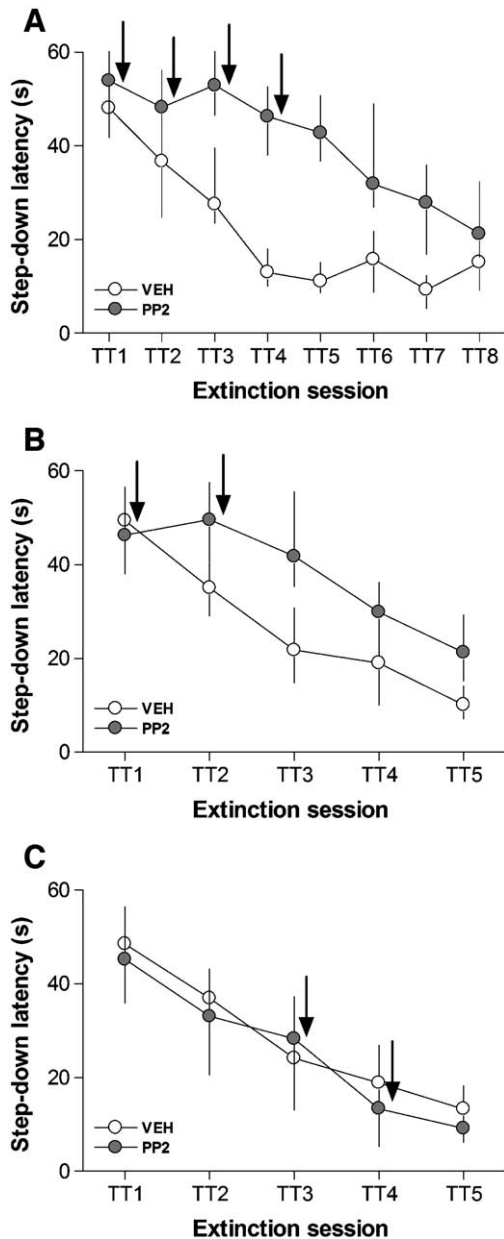 A
Step-down latency (s)
60
40
20
0
VEH
PP2
TT1 TT2 TT3 TT4 TT5 TT6 TT7 TT8
Extinction session
B
Step-down latency (s)
60
40
20
0
VEH
PP2
TT1 TT2 TT3 TT4 TT5
Extinction session
C
Step-down latency (s)
60
40
20
0
VEH
PP2
TT1 TT2 TT3 TT4 TT5
Extinction session